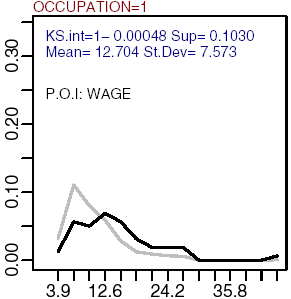 OCCUPATION=1
KS.int=1- 0.00048 Sup= 0.1030
Mean= 12.704 St.Dev= 7.573
P.O.I: WAGE
0.30
0.20
0.10
0.00
3.9 12.6 24.2 35.8